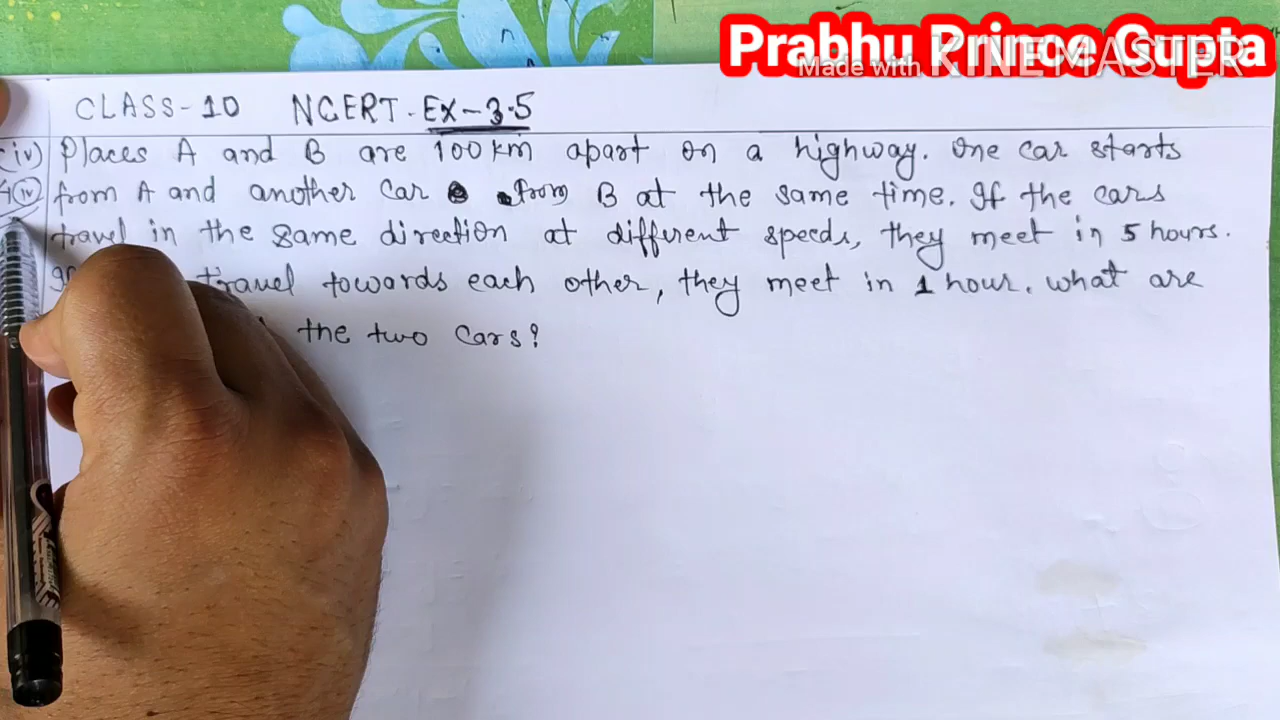 Prabhu Prince Gupta
Made with KINEMASTER
CLASS-10 NCERT-EX-3.5
(iv) Places A and B are 100 km apart on a highway. One car starts
4 (iv) from A and another car from B at the same time. If the cars
travel in the same direction at different speeds, they meet in 5 hours.
travel towards each other, they meet in 1 hour. what are
the two cars?